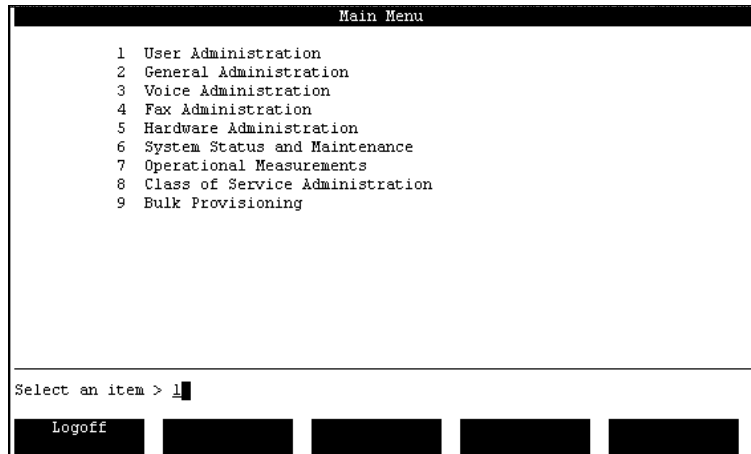 Main Menu
1 User Administration
2 General Administration
3 Voice Administration
4 Fax Administration
5 Hardware Administration
6 System Status and Maintenance
7 Operational Measurements
8 Class of Service Administration
9 Bulk Provisioning
Select an item > 1
Logoff